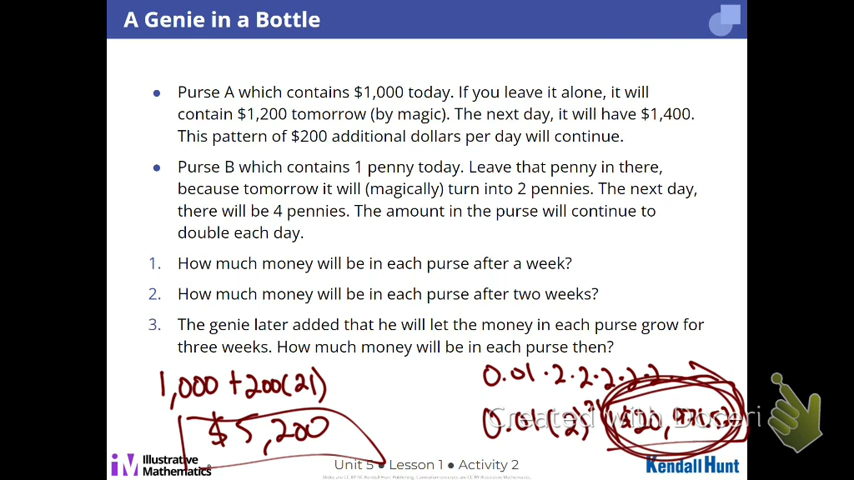 A Genie in a Bottle
• Purse A which contains $1,000 today. If you leave it alone, it will
contain $1,200 tomorrow (by magic). The next day, it will have $1,400.
This pattern of $200 additional dollars per day will continue.
• Purse B which contains 1 penny today. Leave that penny in there,
because tomorrow it will (magically) turn into 2 pennies. The next day,
there will be 4 pennies. The amount in the purse will continue to
double each day.
1. How much money will be in each purse after a week?
2. How much money will be in each purse after two weeks?
3. The genie later added that he will let the money in each purse grow for
three weeks. How much money will be in each purse then?
1,000 + 200(21)
0.01 · 2 · 2 · 2 · 2 · 2
$5,200
0.01 (2)
$20,971.52
Created with Doceri
Illustrative
Mathematics
Unit 5 • Lesson 1 • Activity 2
Kendall Hunt